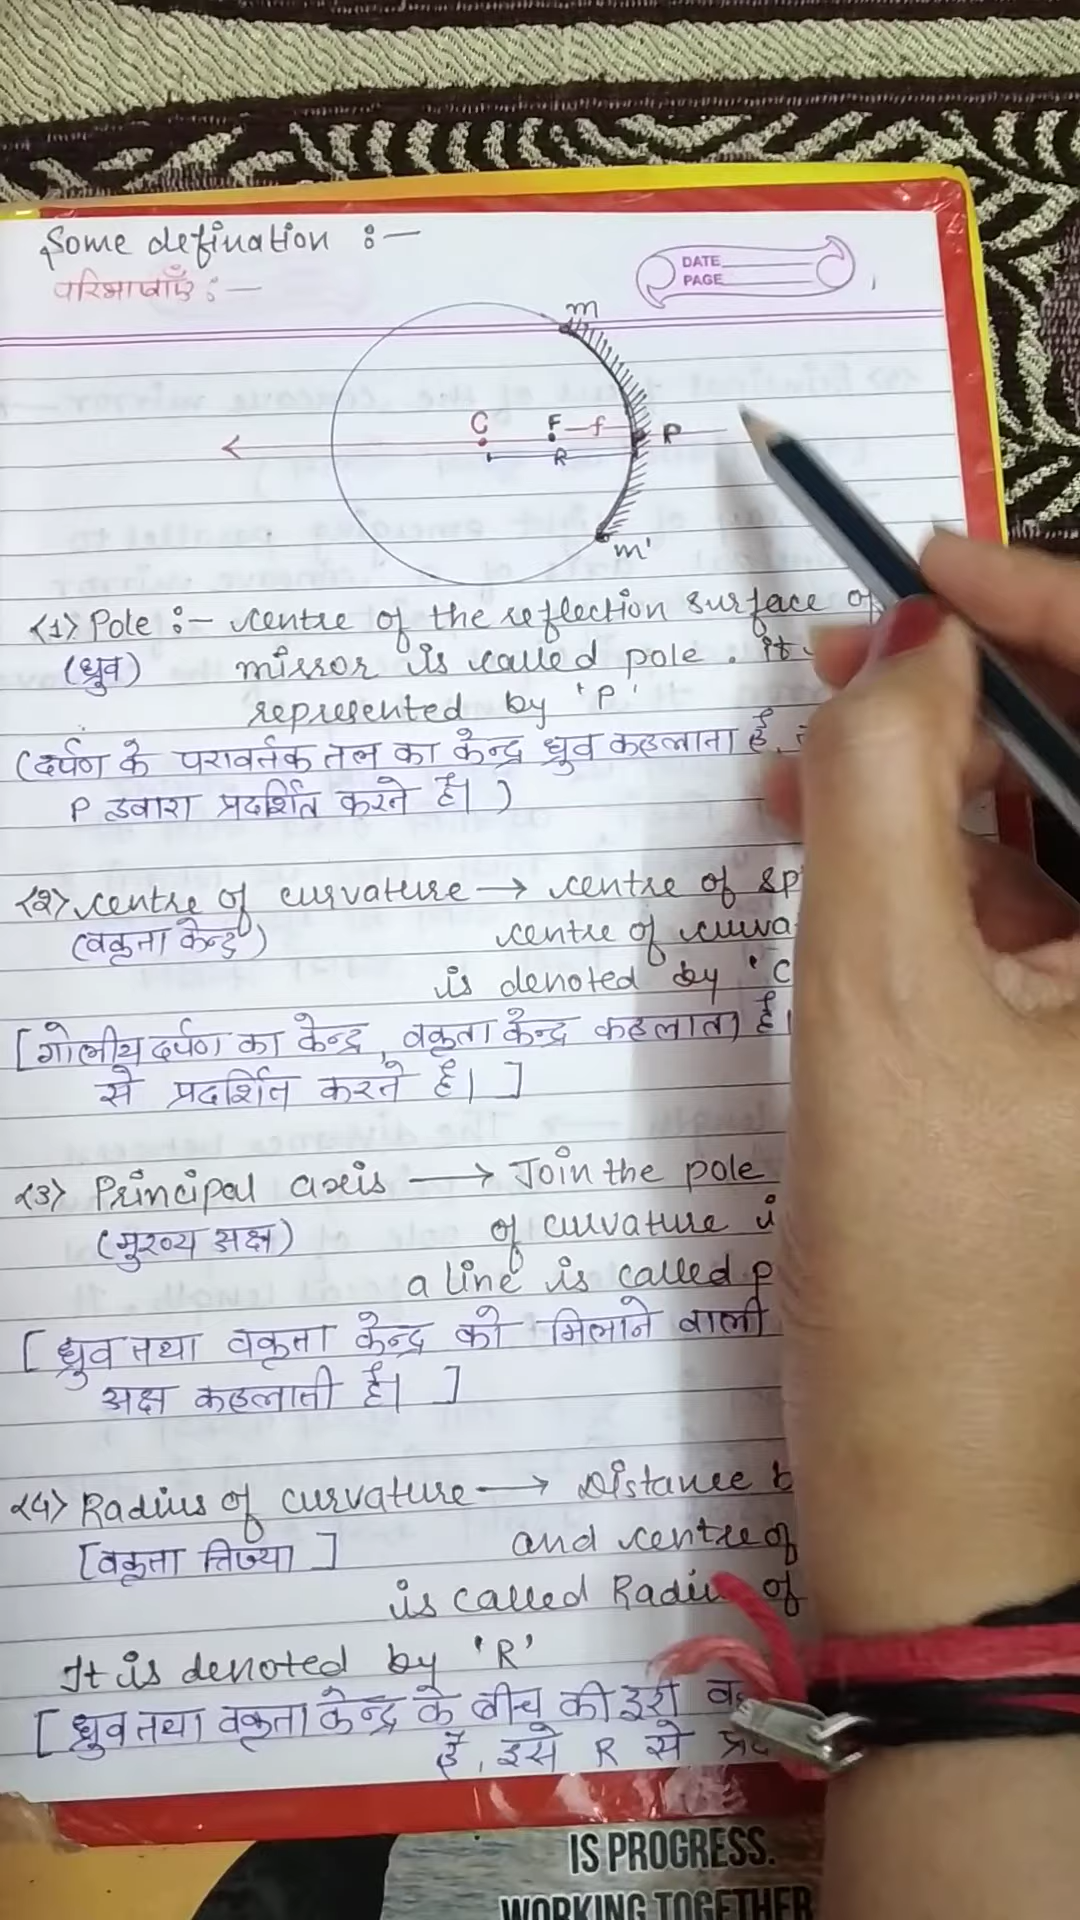 Some defination :-
परिभाषाएँ :-
DATE
PAGE
m
C F f P
R
m'
<1> Pole :- centre of the reflection surface of
(ध्रुव) mirror is called pole. it
represented by 'P'
(दर्पण के परावर्तक तल का केन्द्र ध्रुव कहलाता है,
P डवारा प्रदर्शित करते है। )
<2> centre of curvature → centre of
(वक्रता केन्द्र) centre of
is denoted by 'C
[गोलीय दर्पण का केन्द्र, वक्रता केन्द्र कहलाता है।
से प्रदर्शित करते है। ]
<3> Principal axis → Join the pole
(मुख्य अक्ष) of curvature
a line is called
[ ध्रुव तथा वक्रता केन्द्र को मिलाने वाली
अक्ष कहलाती है। ]
<4> Radius of curvature → Distance
[वक्रता त्रिज्या ] and centre of
is called Radius of
It is denoted by 'R'
[ ध्रुव तथा वक्रता केन्द्र के बीच की दूरी
है, इसे R से
IS PROGRESS.
WORKING TOGETHER